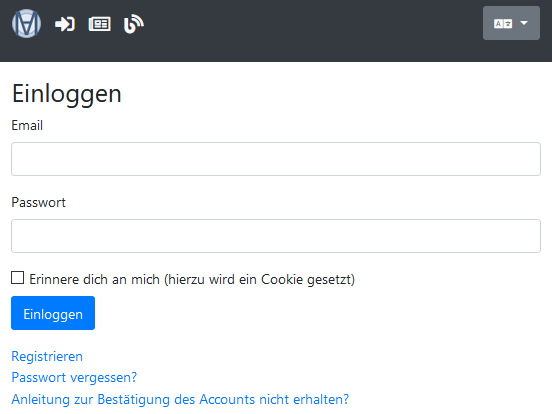 Einloggen
Email
Passwort
Erinnere dich an mich (hierzu wird ein Cookie gesetzt)
Einloggen
Registrieren
Passwort vergessen?
Anleitung zur Bestätigung des Accounts nicht erhalten?